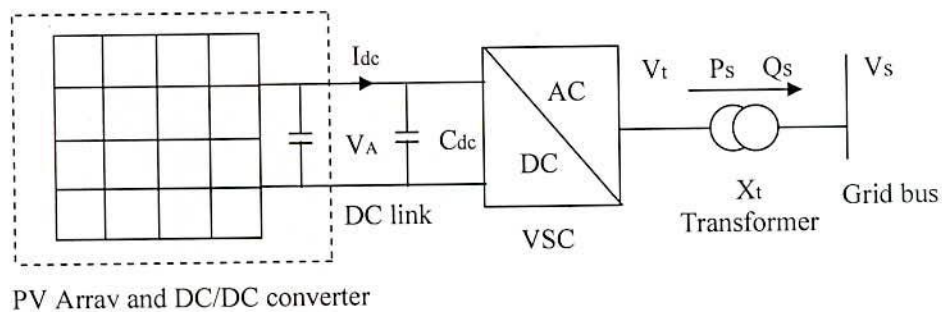 Idc
VA
Cdc
DC link
AC
DC
VSC
Vt
Ps
Qs
Xt
Transformer
Vs
Grid bus
PV Array and DC/DC converter